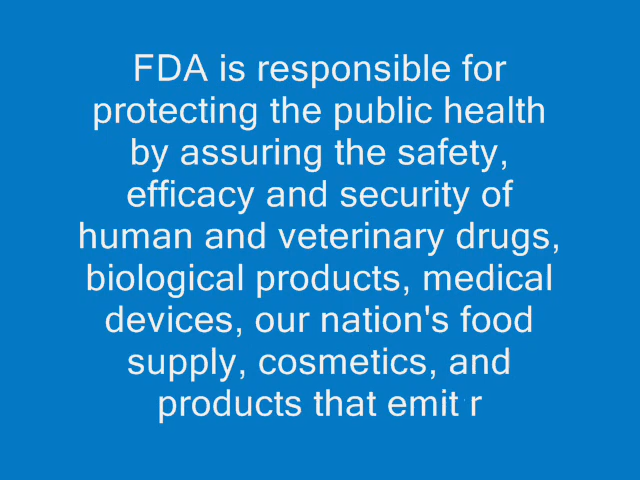 FDA is responsible for
protecting the public health
by assuring the safety,
efficacy and security of
human and veterinary drugs,
biological products, medical
devices, our nation's food
supply, cosmetics, and
products that emit r